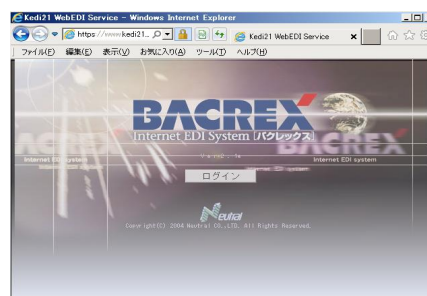 Kedi21 WebEDI Service - Windows Internet Explorer
https://www.kedi21...
Kedi21 WebEDI Service
ファイル(F) 編集(E) 表示(V) お気に入り(A) ツール(T) ヘルプ(H)
BACREX
Internet EDI System [バクレックス]
BACREX
Internet EDI system
Internet EDI system
ログイン
Neutral
Copyright(C) 2004 Neutral CO.,LTD. All Rights Reserved.